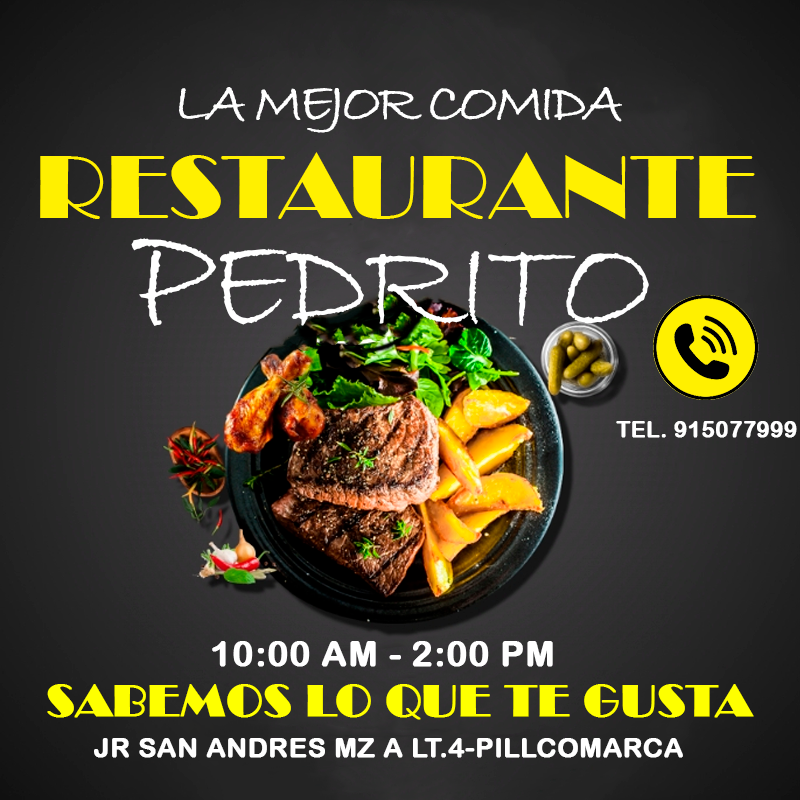 LA MEJOR COMIDA
RESTAURANTE
PEDRITO
TEL. 915077999
10:00 AM - 2:00 PM
SABEMOS LO QUE TE GUSTA
JR SAN ANDRES MZ A LT.4-PILLCOMARCA